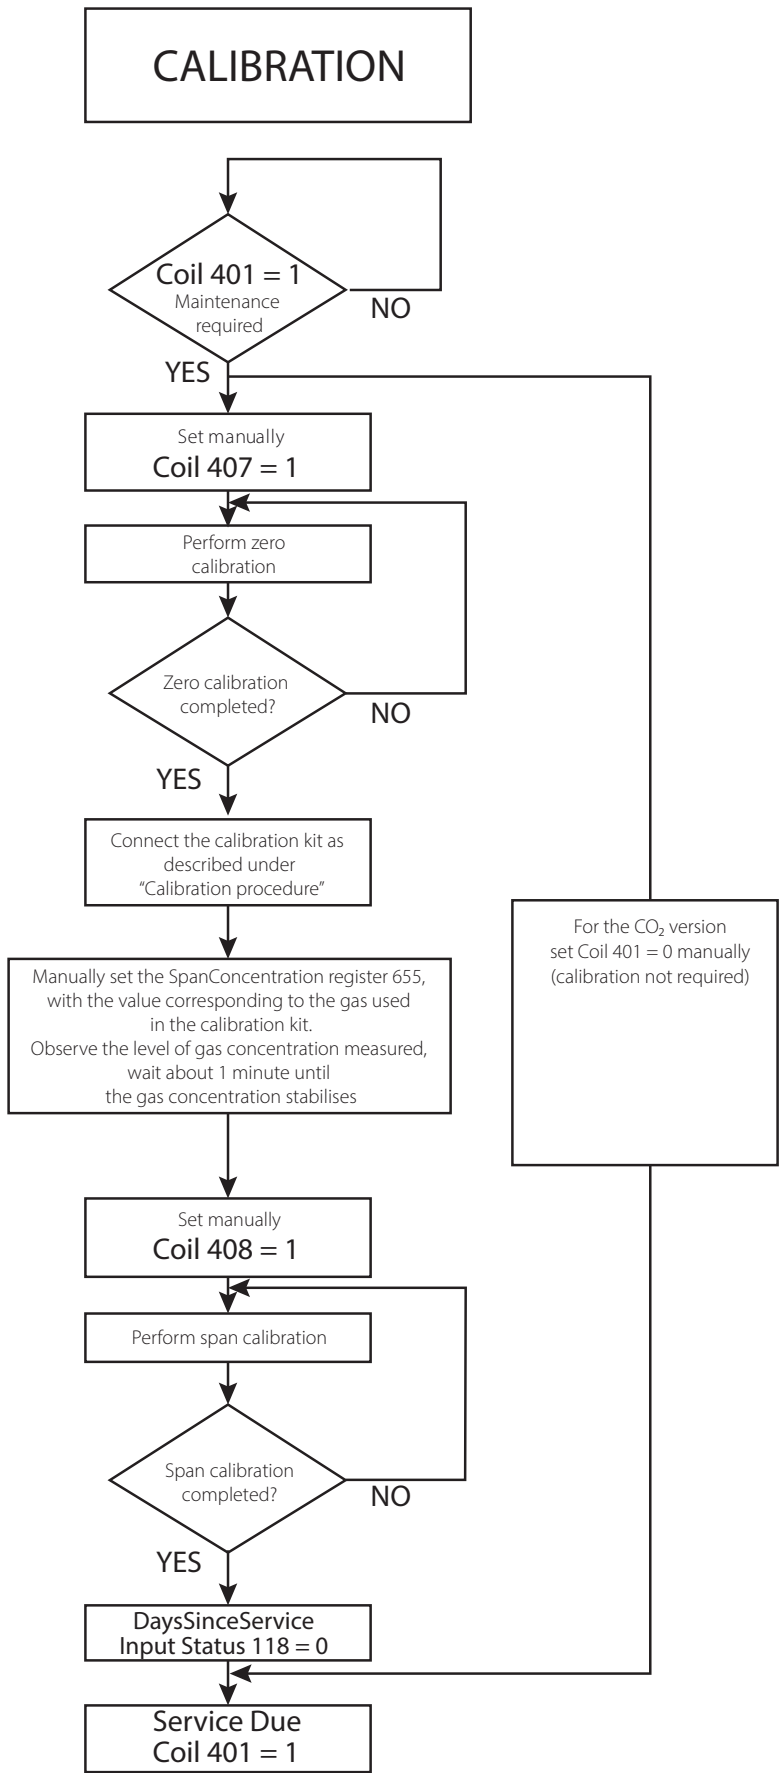 CALIBRATION
Coil 401 = 1
Maintenance
required
NO
YES
Set manually
Coil 407 = 1
Perform zero
calibration
Zero calibration
completed?
NO
YES
Connect the calibration kit as
described under
“Calibration procedure”
For the CO₂ version
set Coil 401 = 0 manually
(calibration not required)
Manually set the SpanConcentration register 655,
with the value corresponding to the gas used
in the calibration kit.
Observe the level of gas concentration measured,
wait about 1 minute until
the gas concentration stabilises
Set manually
Coil 408 = 1
Perform span calibration
Span calibration
completed?
NO
YES
DaysSinceService
Input Status 118 = 0
Service Due
Coil 401 = 1